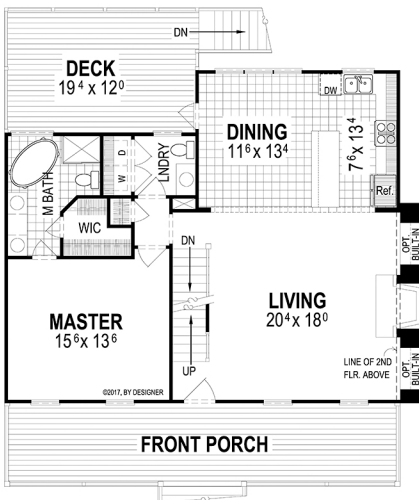 DN
DECK
19⁴ x 12⁰
DW
DINING
11⁶ x 13⁴
7⁶ x 13⁴
Ref.
W D
LNDRY
M BATH
WIC
DN
OPT.
BUILT-IN
LIVING
20⁴ x 18⁰
MASTER
15⁶ x 13⁶
UP
LINE OF 2ND
FLR. ABOVE
OPT.
BUILT-IN
©2017, BY DESIGNER
FRONT PORCH